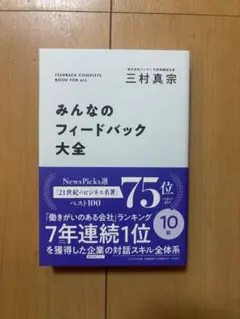 FEEDBACK COMPLETE
BOOK FOR ALL
三村真宗
みんなの
フィードバック
大全
NewsPicks選
「21世紀のビジネス名著」
ベスト100
75位
10冊
「働きがいのある会社」ランキング
7年連続1位
を獲得した企業の対話スキル全体系